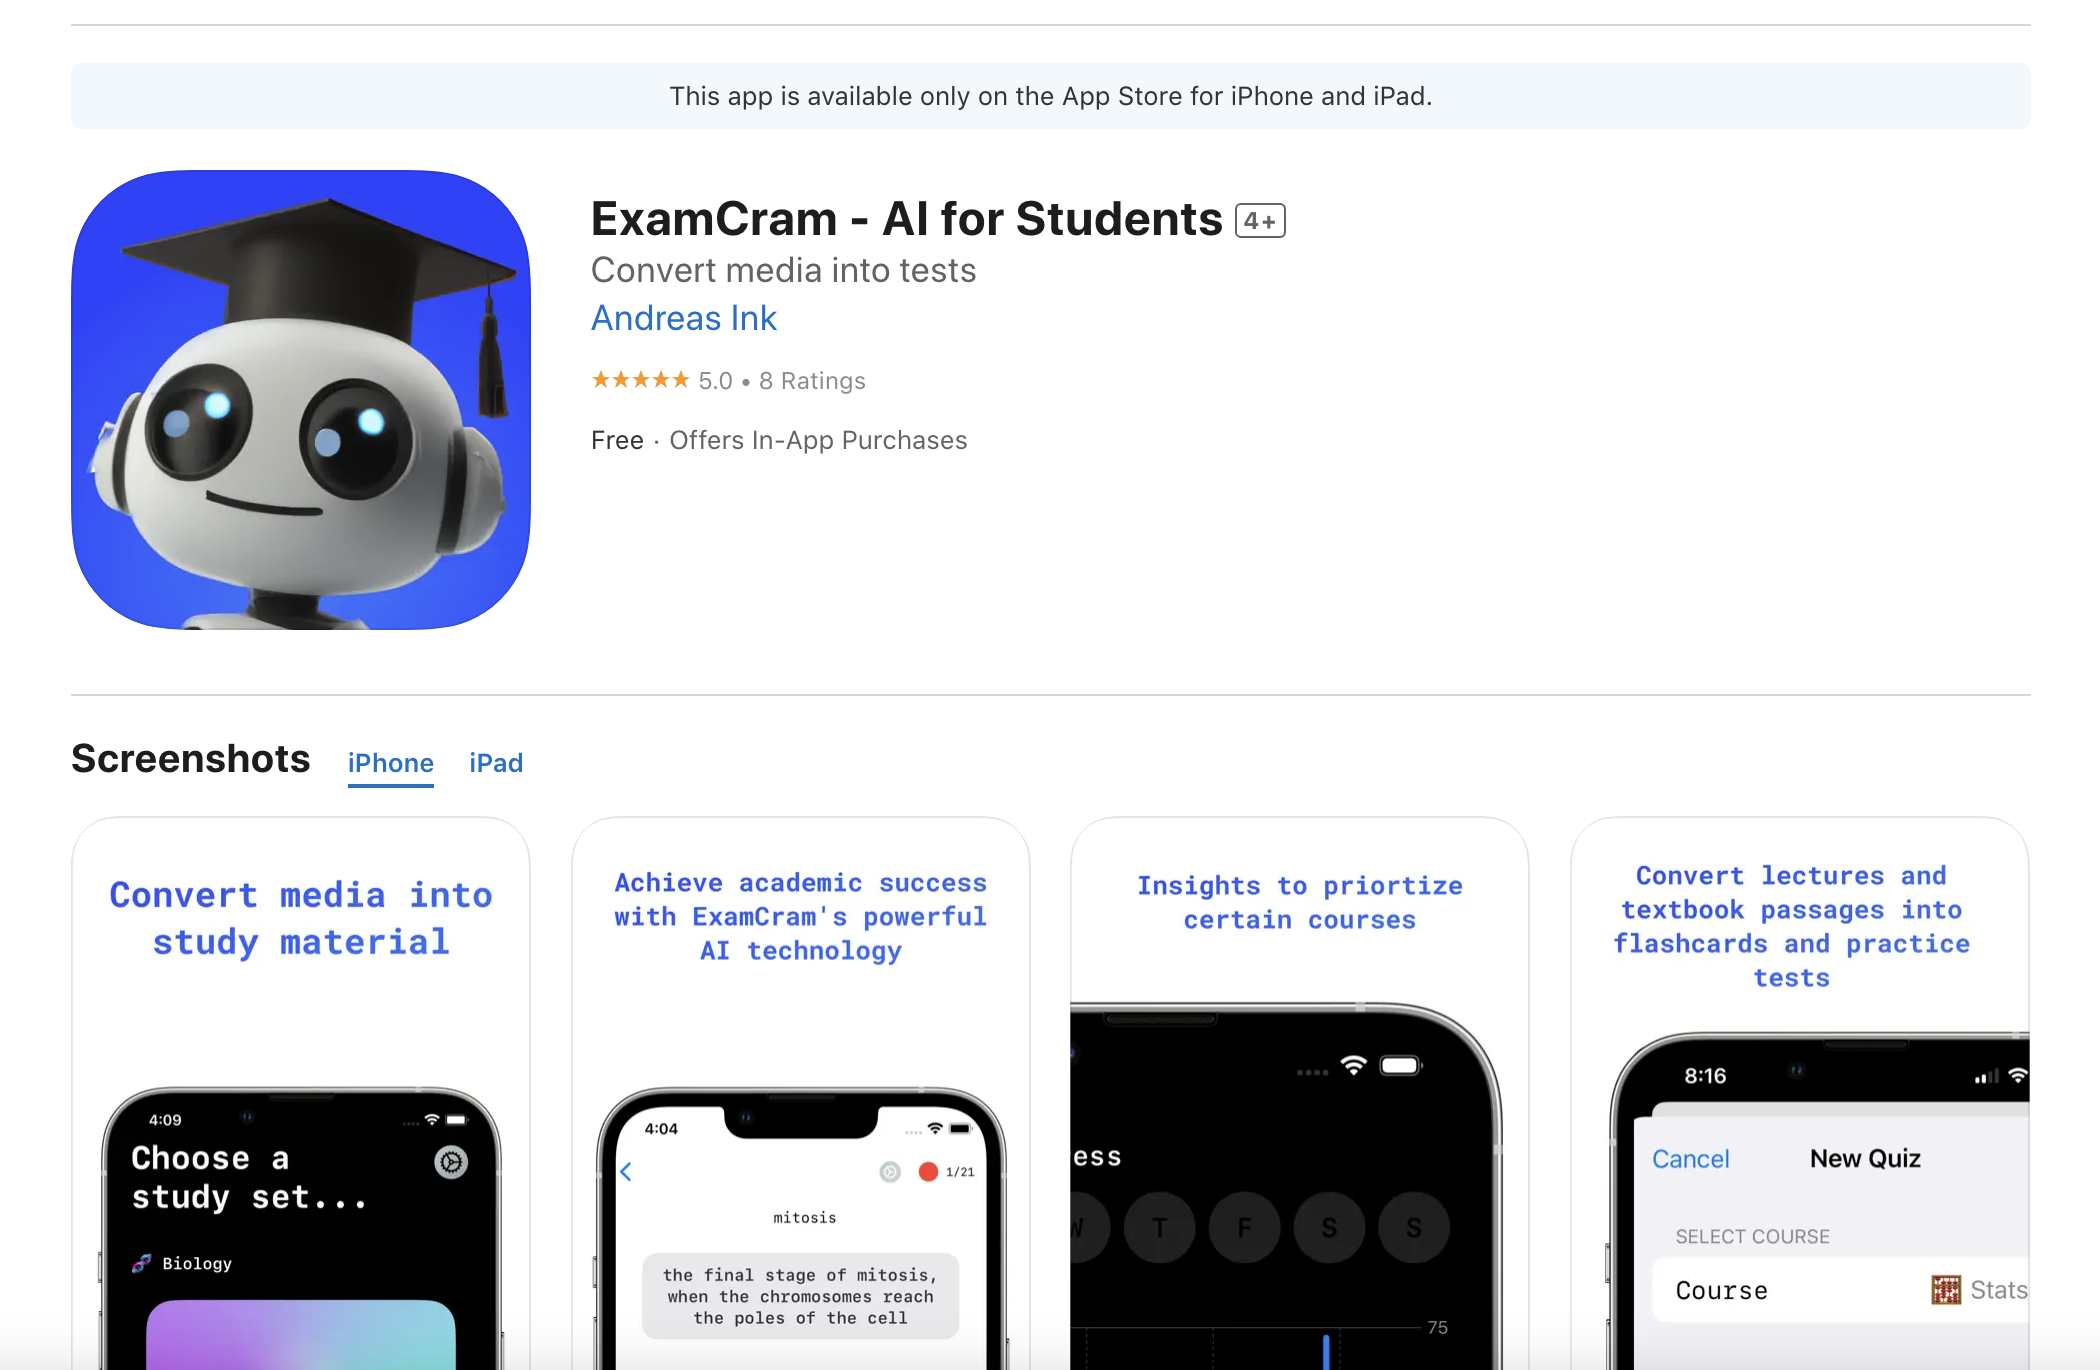 This app is available only on the App Store for iPhone and iPad.
ExamCram - AI for Students 4+
Convert media into tests
Andreas Ink
★★★★★ 5.0 • 8 Ratings
Free · Offers In-App Purchases
Screenshots iPhone iPad
Convert media into
study material
4:09
Choose a
study set...
Biology
Achieve academic success
with ExamCram's powerful
AI technology
4:04
1/21
mitosis
the final stage of mitosis,
when the chromosomes reach
the poles of the cell
Insights to priortize
certain courses
ess
W T F S S
75
Convert lectures and
textbook passages into
flashcards and practice
tests
8:16
Cancel New Quiz
SELECT COURSE
Course Stats